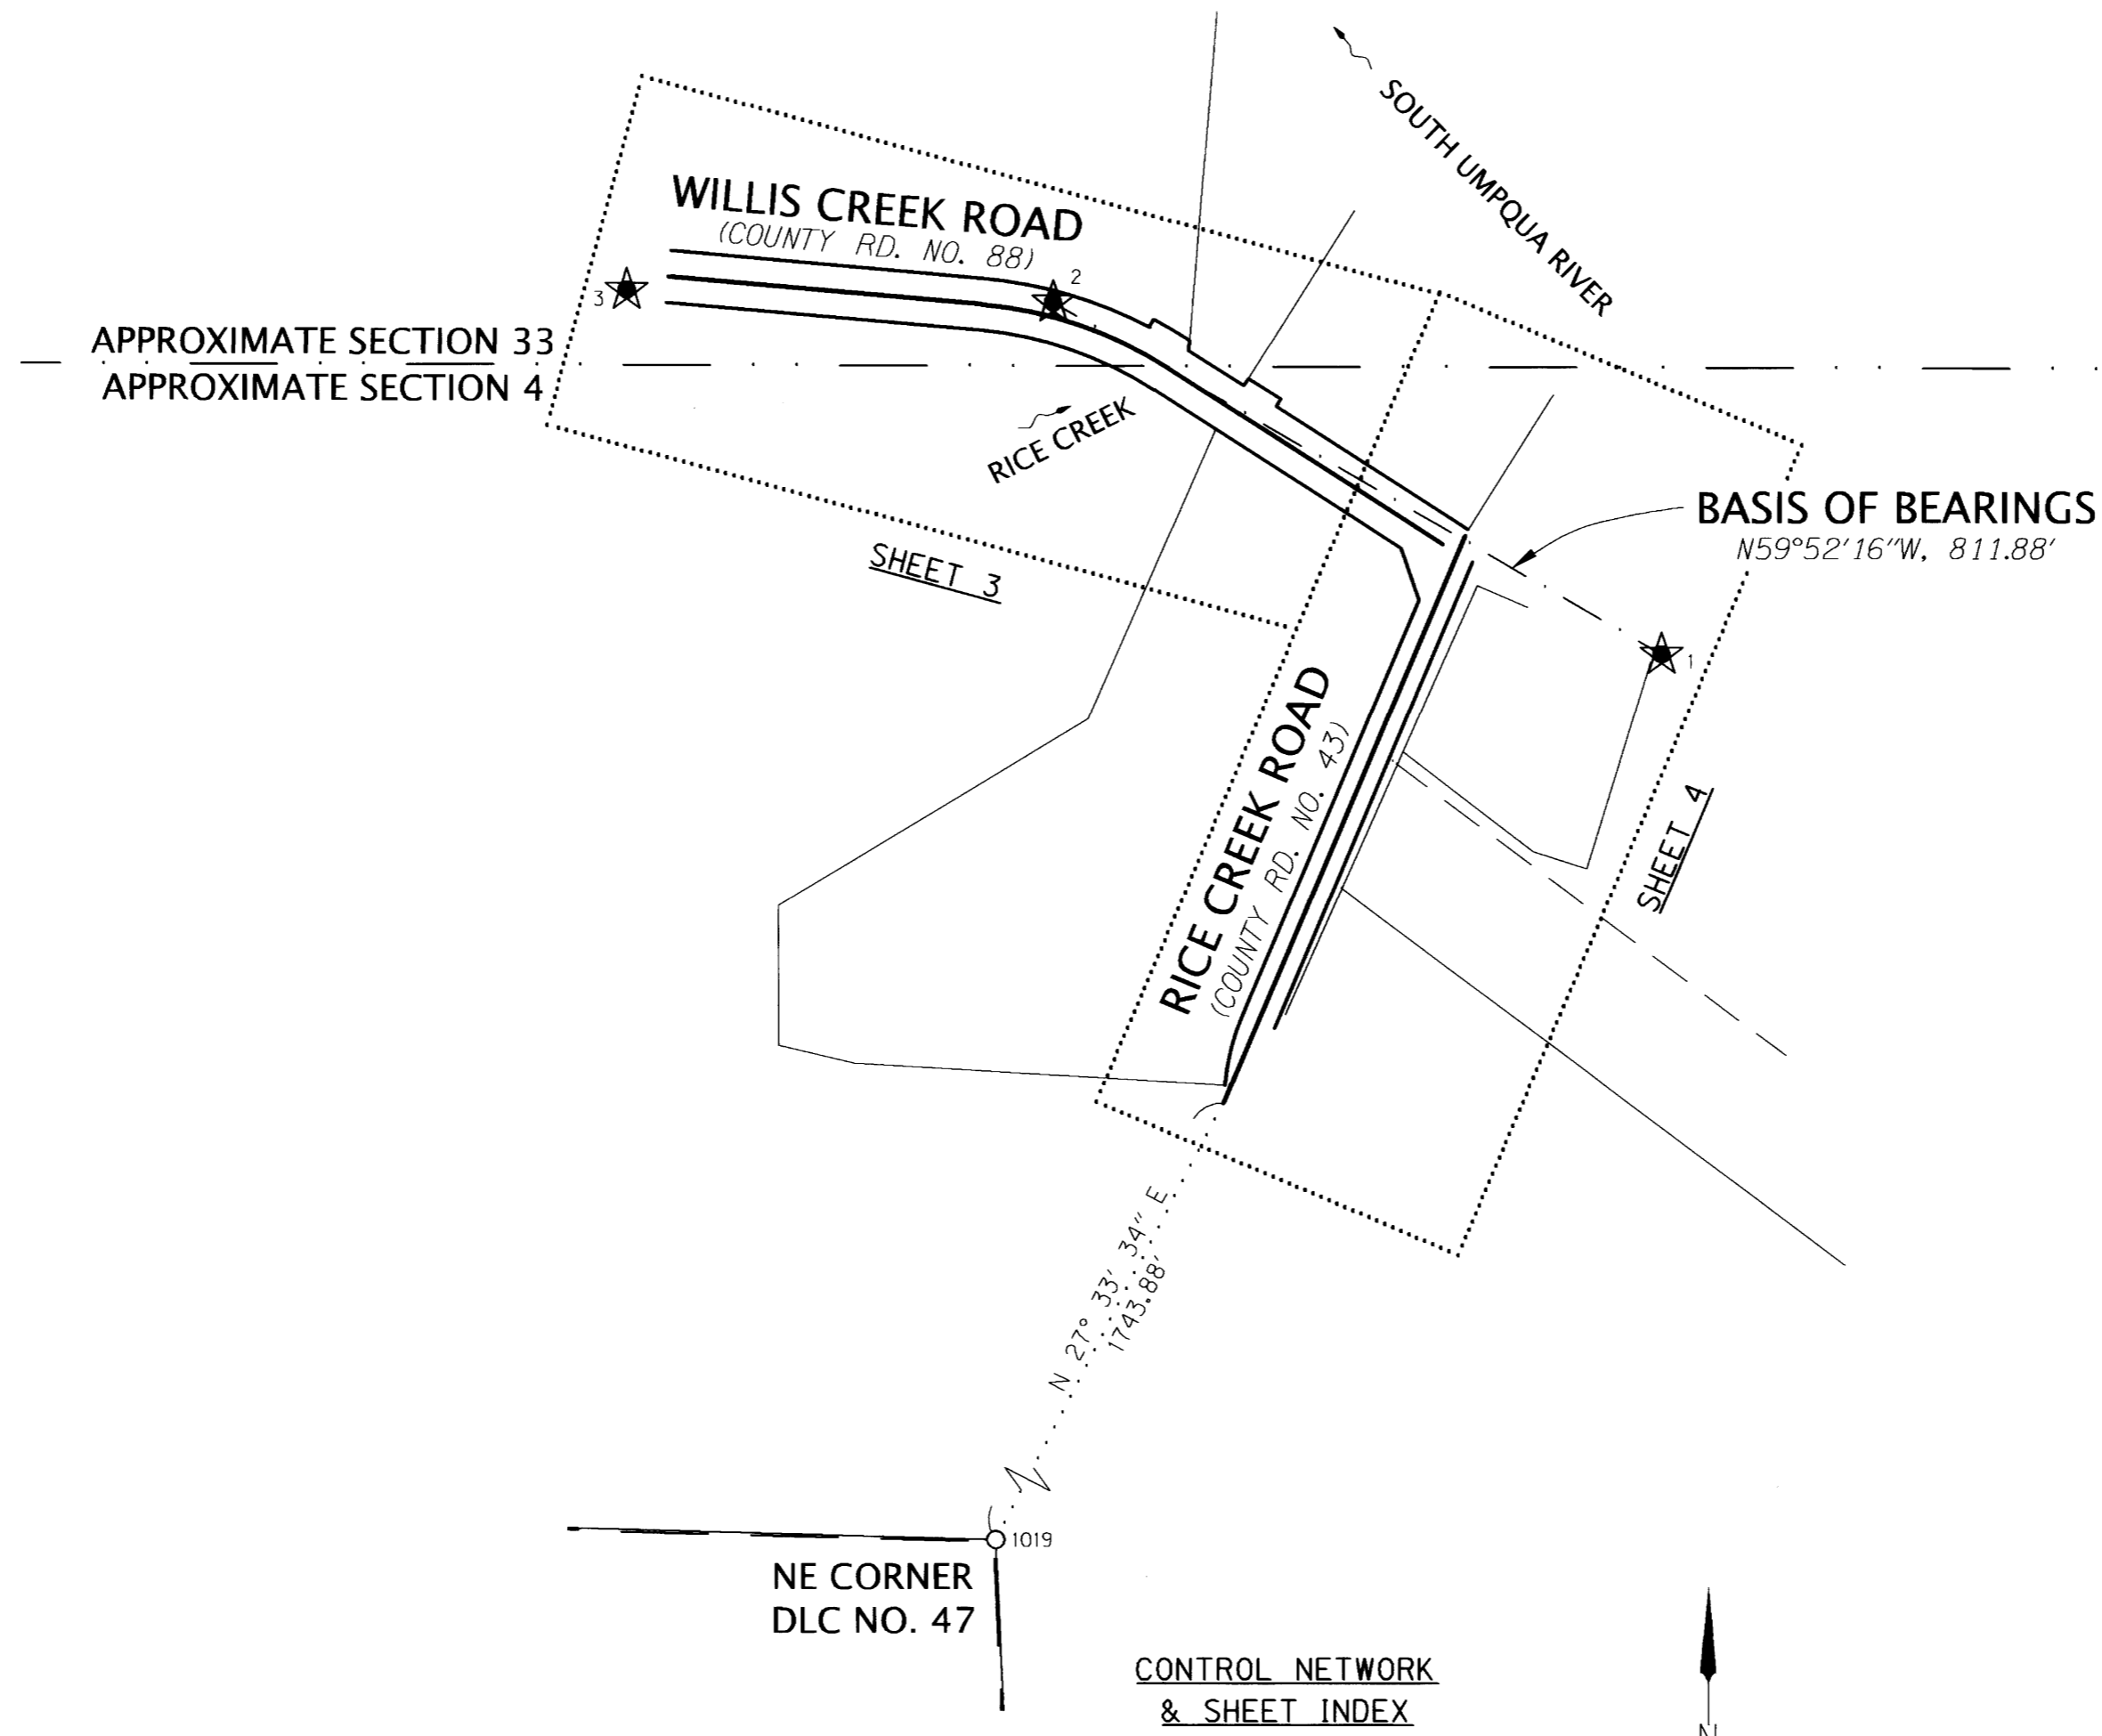 SOUTH UMPQUA RIVER
WILLIS CREEK ROAD
(COUNTY RD. NO. 88)
2
3
APPROXIMATE SECTION 33
APPROXIMATE SECTION 4
RICE CREEK
BASIS OF BEARINGS
N59°52'16"W, 811.88'
SHEET 3
1
RICE CREEK ROAD
(COUNTY RD. NO. 43)
SHEET 4
N 27° 33' 34" E
1743.88'
1019
NE CORNER
DLC NO. 47
CONTROL NETWORK
& SHEET INDEX
N